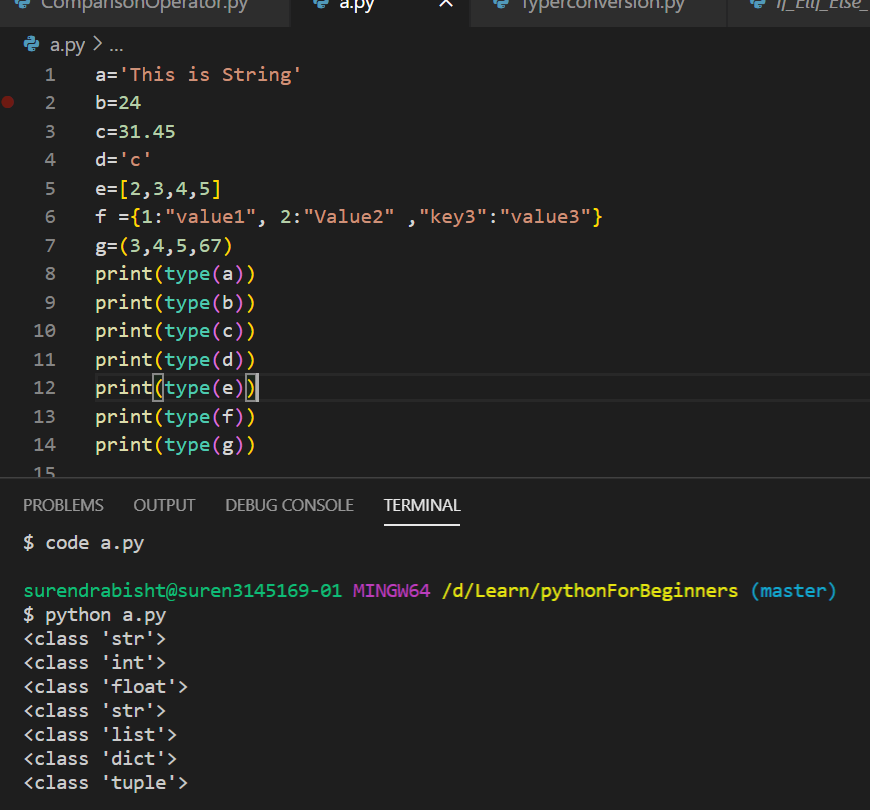 ComparisonOperator.py a.py Typerconversion.py If_Elif_Else_
a.py > ...
1 a='This is String'
2 b=24
3 c=31.45
4 d='c'
5 e=[2,3,4,5]
6 f ={1:"value1", 2:"Value2" ,"key3":"value3"}
7 g=(3,4,5,67)
8 print(type(a))
9 print(type(b))
10 print(type(c))
11 print(type(d))
12 print(type(e))
13 print(type(f))
14 print(type(g))
15
PROBLEMS OUTPUT DEBUG CONSOLE TERMINAL
$ code a.py
surendrabisht@suren3145169-01 MINGW64 /d/Learn/pythonForBeginners (master)
$ python a.py
<class 'str'>
<class 'int'>
<class 'float'>
<class 'str'>
<class 'list'>
<class 'dict'>
<class 'tuple'>